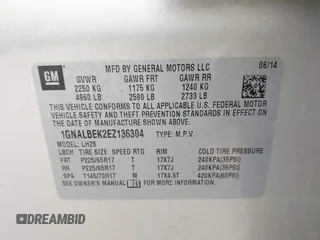 GM
MFD BY GENERAL MOTORS LLC 06/14
GVWR GAWR FRT GAWR RR
2250 KG 1175 KG 1240 KG
4960 LB 2590 LB 2733 LB
THIS VEHICLE CONFORMS TO ALL APPLICABLE
U.S. FEDERAL MOTOR VEHICLE SAFETY, BUMPER, AND
THEFT PREVENTION STANDARDS IN EFFECT ON THE
DATE OF MANUFACTURE SHOWN ABOVE.
1GNALBEK2EZ136304 TYPE: M.P.V.
MODEL: LH26
LBCH TIRE SIZE SPEED RTG RIM COLD TIRE PRESSURE
FRT P225/65R17 T 17X7J 240KPA(35PSI)
RR P225/65R17 T 17X7J 240KPA(35PSI)
SPA T145/70R17 M 17X4.5T 420KPA(60PSI)